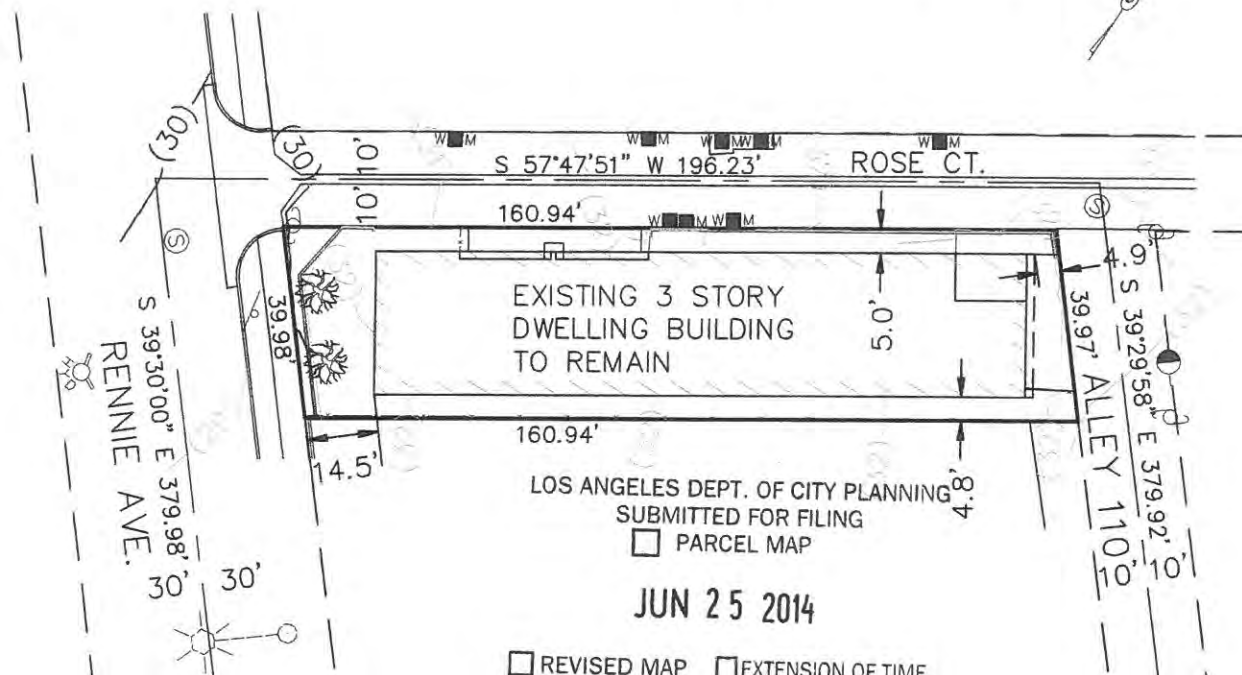 (30)
(30)
10'
10'
W M
W M
W M W M
W M
S 57°47'51" W 196.23'
ROSE CT.
160.94'
W M
W M
S
S
4.9'
5.0'
EXISTING 3 STORY
DWELLING BUILDING
TO REMAIN
39.98'
39.97'
ALLEY 110
S 39°29'58" E 379.92'
S 39°30'00" E 379.98'
RENNIE AVE.
160.94'
14.5'
4.8'
LOS ANGELES DEPT. OF CITY PLANNING
SUBMITTED FOR FILING
PARCEL MAP
30'
30'
10'
10'
JUN 25 2014
REVISED MAP
EXTENSION OF TIME